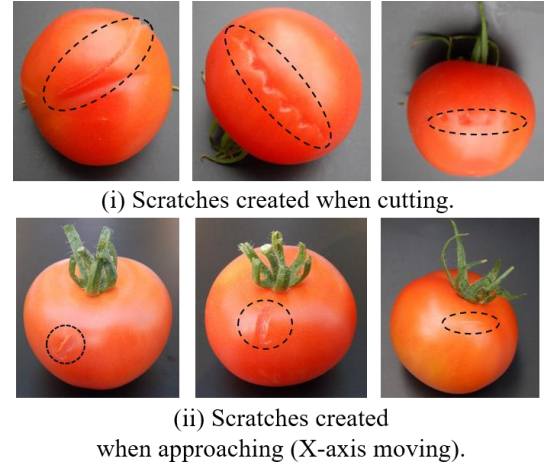 (i) Scratches created when cutting.
(ii) Scratches created
when approaching (X-axis moving).